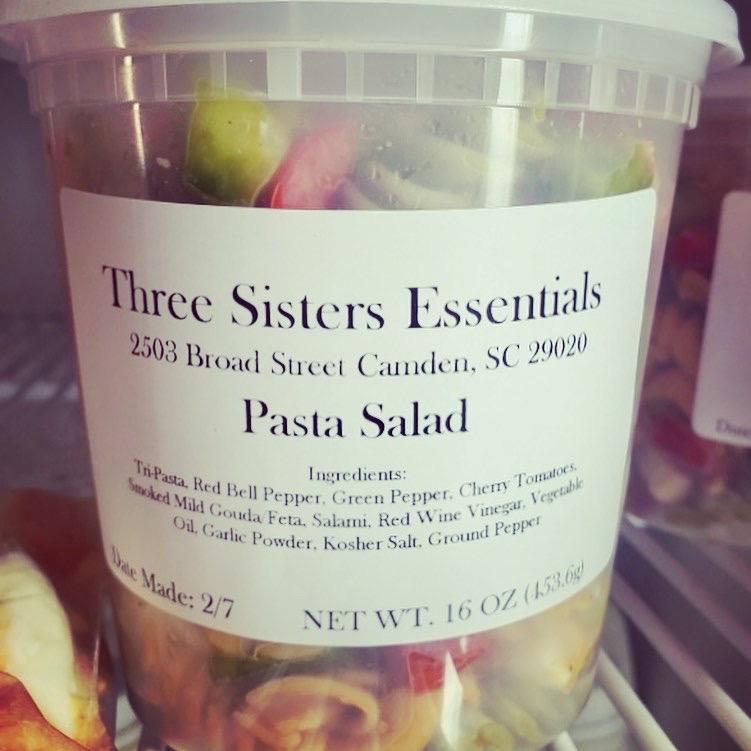 Three Sisters Essentials
2503 Broad Street Camden, SC 29020
Pasta Salad
Ingredients:
Tri-Pasta, Red Bell Pepper, Green Pepper, Cherry Tomatoes,
Smoked Mild Gouda/Feta, Salami, Red Wine Vinegar, Vegetable
Oil, Garlic Powder, Kosher Salt, Ground Pepper
Date Made: 2/7
NET WT. 16 OZ (453.6g)